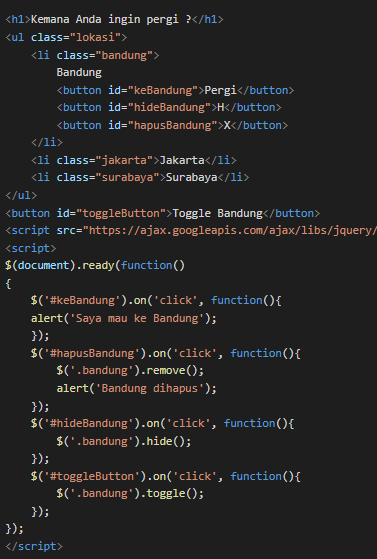 <h1>Kemana Anda ingin pergi ?</h1>
<ul class="lokasi">
    <li class="bandung">
        Bandung
        <button id="keBandung">Pergi</button>
        <button id="hideBandung">H</button>
        <button id="hapusBandung">X</button>
    </li>
    <li class="jakarta">Jakarta</li>
    <li class="surabaya">Surabaya</li>
</ul>
<button id="toggleButton">Toggle Bandung</button>
<script src="https://ajax.googleapis.com/ajax/libs/jquery/
<script>
$(document).ready(function()
{
    $('#keBandung').on('click', function(){
    alert('Saya mau ke Bandung');
    });
    $('#hapusBandung').on('click', function(){
        $('.bandung').remove();
        alert('Bandung dihapus');
    });
    $('#hideBandung').on('click', function(){
        $('.bandung').hide();
    });
    $('#toggleButton').on('click', function(){
        $('.bandung').toggle();
    });
});
</script>